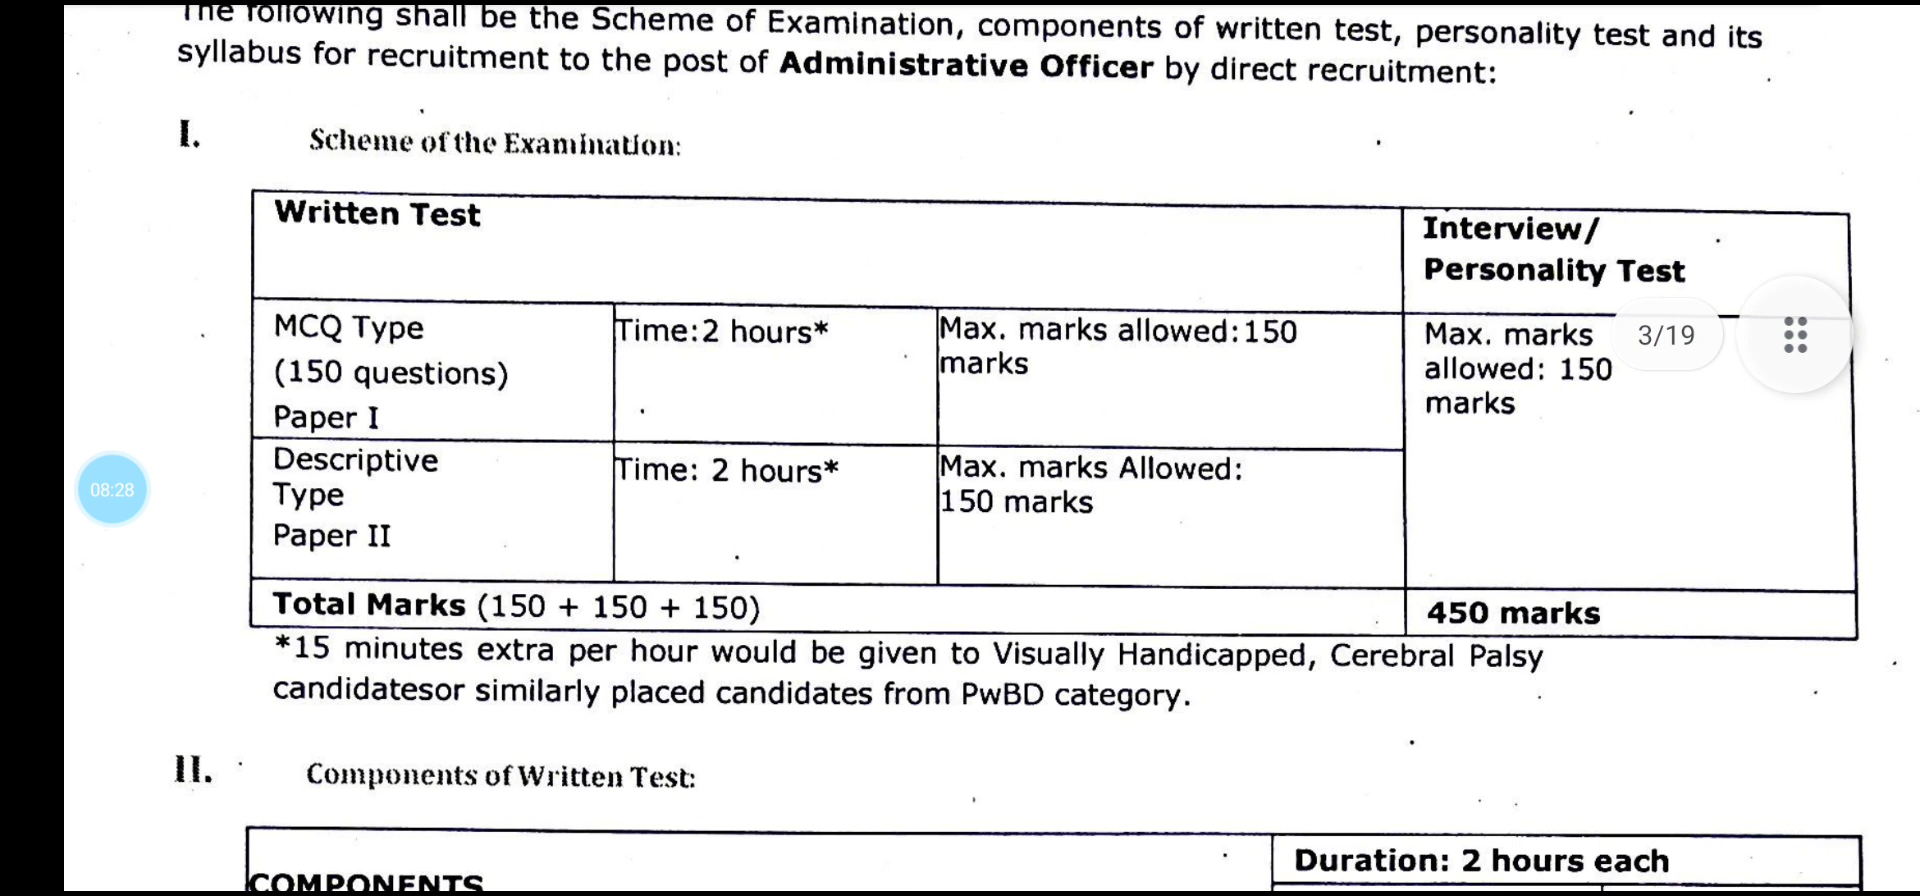 The following shall be the Scheme of Examination, components of written test, personality test and its
syllabus for recruitment to the post of Administrative Officer by direct recruitment:
I. Scheme of the Examination:
Written Test
Interview/
Personality Test
MCQ Type
(150 questions)
Paper I
Time:2 hours*
Max. marks allowed:150
marks
Max. marks
allowed: 150
marks
3/19
Descriptive
Type
Paper II
Time: 2 hours*
Max. marks Allowed:
150 marks
08:28
Total Marks (150 + 150 + 150)
450 marks
*15 minutes extra per hour would be given to Visually Handicapped, Cerebral Palsy
candidatesor similarly placed candidates from PwBD category.
II. Components of Written Test:
COMPONENTS
Duration: 2 hours each